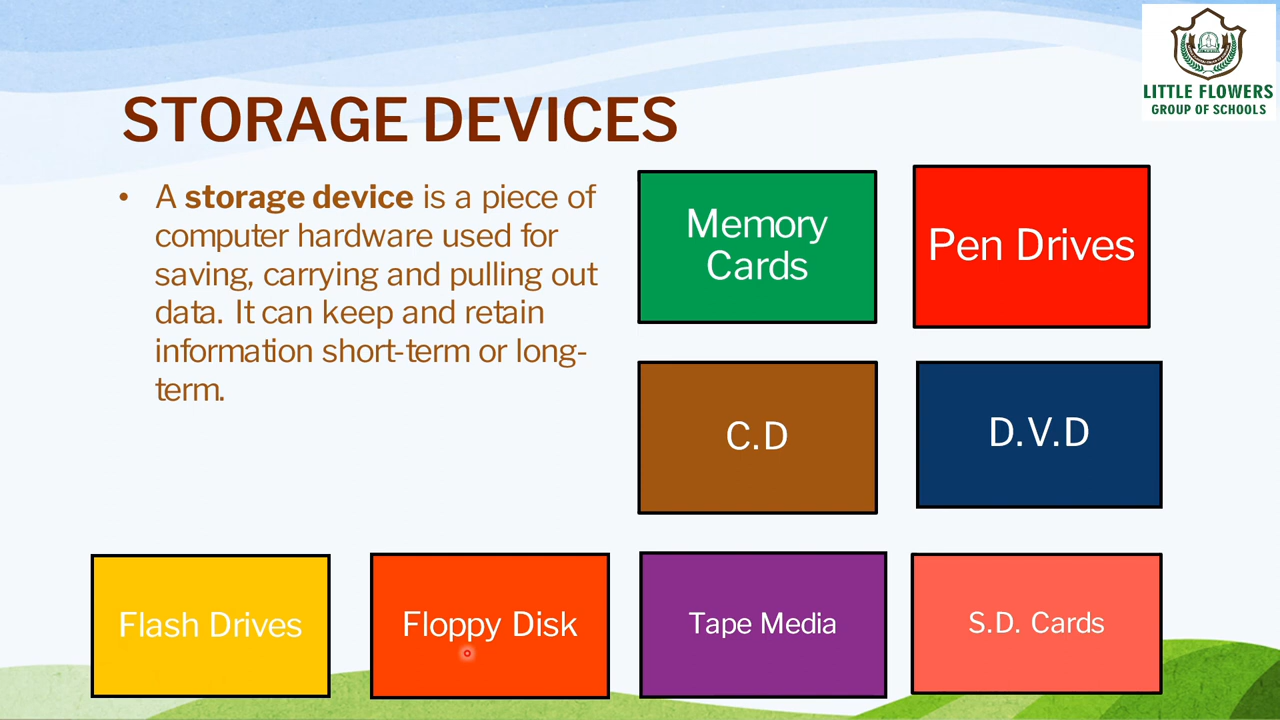 LITTLE FLOWERS
GROUP OF SCHOOLS
STORAGE DEVICES
• A storage device is a piece of
computer hardware used for
saving, carrying and pulling out
data. It can keep and retain
information short-term or long-
term.
Memory
Cards
Pen Drives
C.D
D.V.D
Flash Drives
Floppy Disk
Tape Media
S.D. Cards